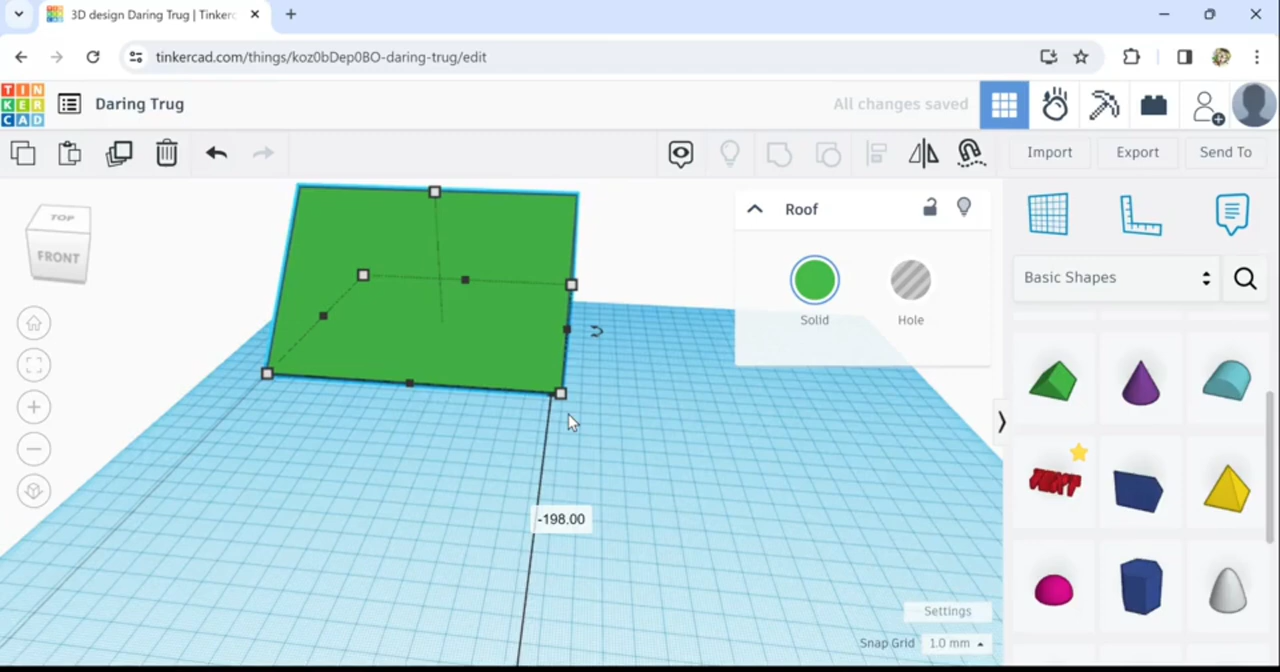 3D design Daring Trug | Tinkerc
tinkercad.com/things/koz0bDep0BO-daring-trug/edit
TIN
KER
CAD
Daring Trug
All changes saved
Import
Export
Send To
TOP
FRONT
Roof
Solid
Hole
Basic Shapes
TEXT
-198.00
Settings
Snap Grid 1.0 mm